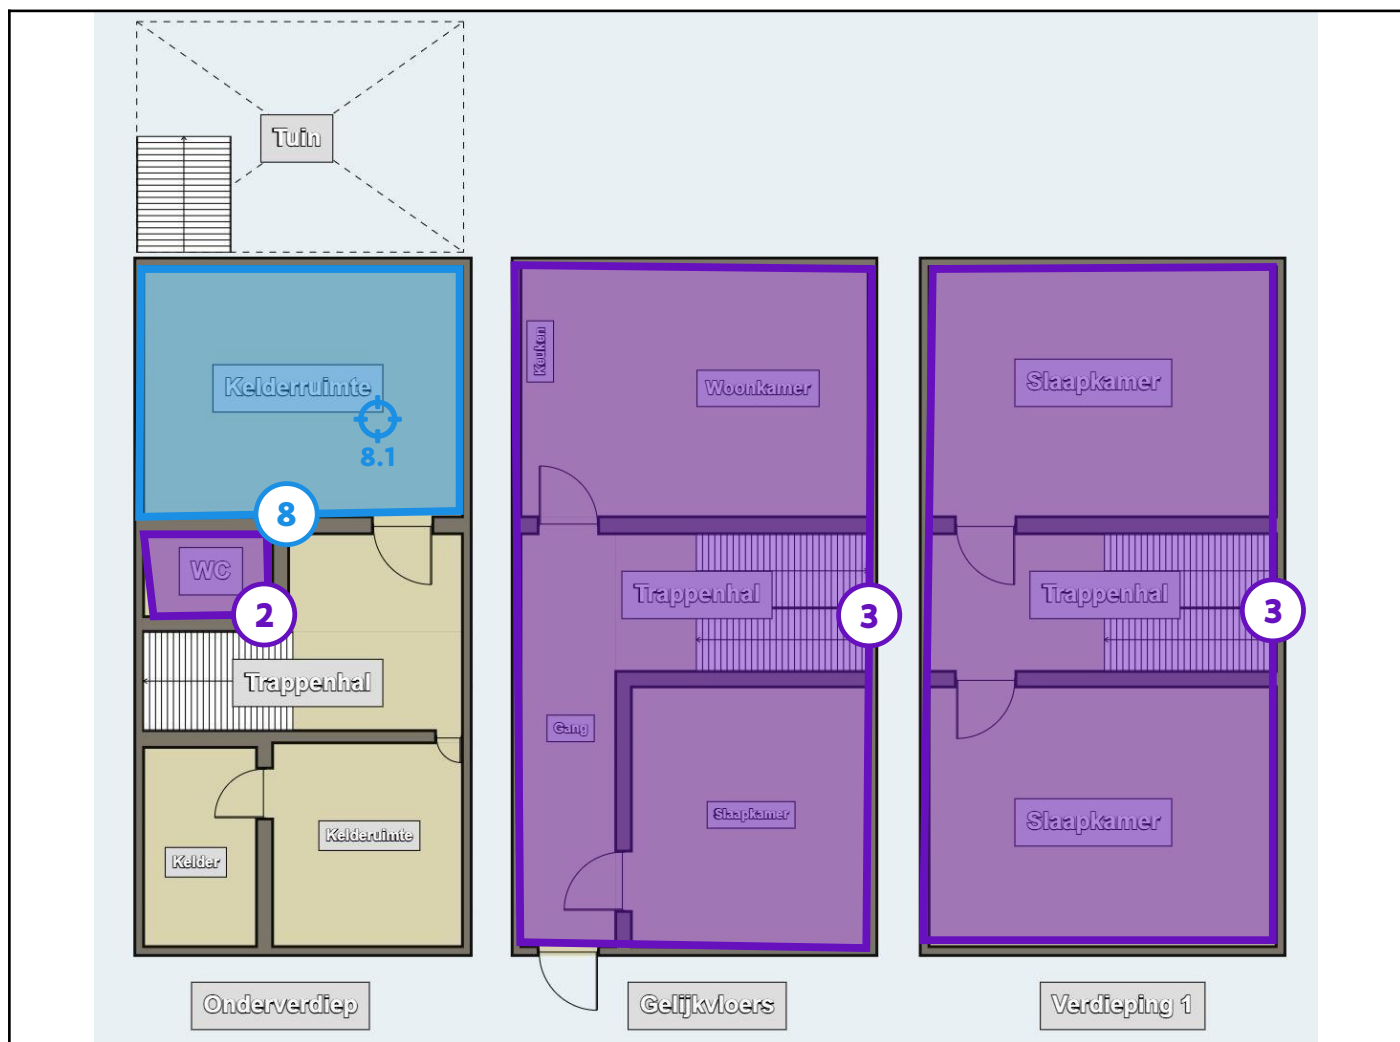 Tuin
Kelderruimte
8.1
8
WC
2
Trappenhal
Kelder
Kelderuimte
Onderverdiep
Keuken
Woonkamer
Trappenhal
3
Gang
Slaapkamer
Gelijkvloers
Slaapkamer
Trappenhal
3
Slaapkamer
Verdieping 1